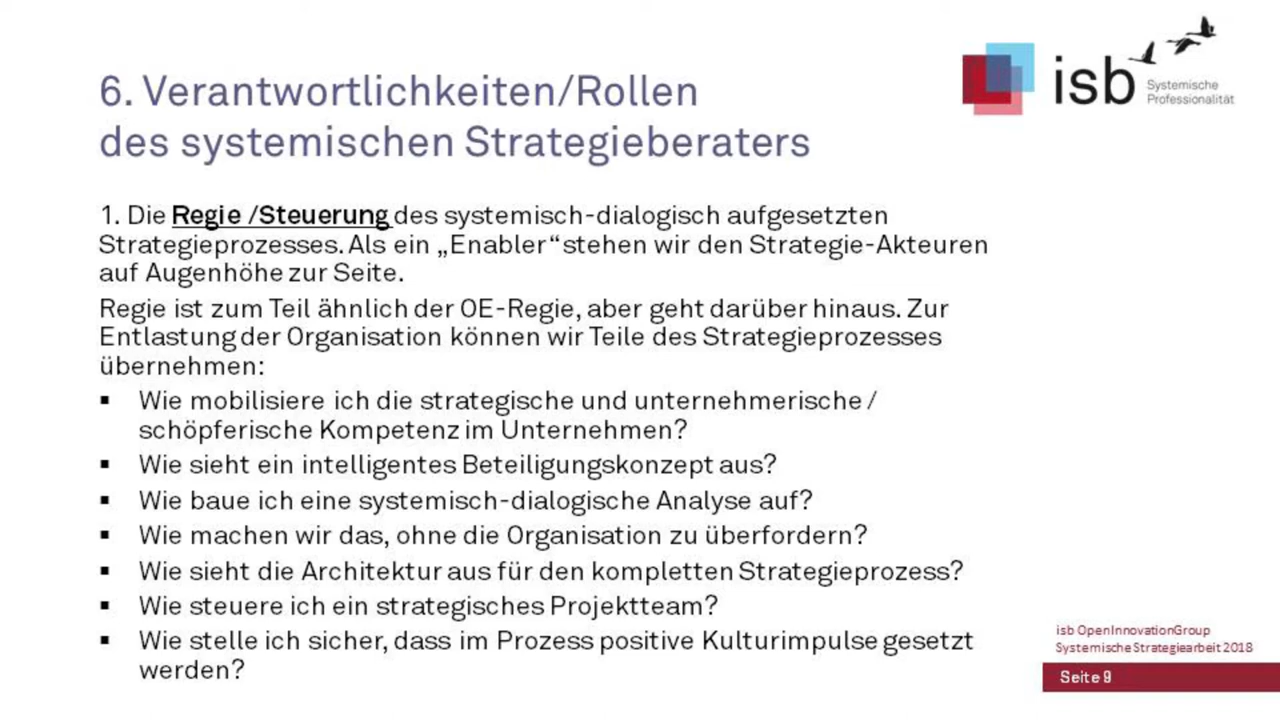 6. Verantwortlichkeiten/Rollen
des systemischen Strategieberaters
isb
Systemische
Professionalität
1. Die Regie /Steuerung des systemisch-dialogisch aufgesetzten
Strategieprozesses. Als ein „Enabler“ stehen wir den Strategie-Akteuren
auf Augenhöhe zur Seite.
Regie ist zum Teil ähnlich der OE-Regie, aber geht darüber hinaus. Zur
Entlastung der Organisation können wir Teile des Strategieprozesses
übernehmen:
▪ Wie mobilisiere ich die strategische und unternehmerische /
schöpferische Kompetenz im Unternehmen?
▪ Wie sieht ein intelligentes Beteiligungskonzept aus?
▪ Wie baue ich eine systemisch-dialogische Analyse auf?
▪ Wie machen wir das, ohne die Organisation zu überfordern?
▪ Wie sieht die Architektur aus für den kompletten Strategieprozess?
▪ Wie steuere ich ein strategisches Projektteam?
▪ Wie stelle ich sicher, dass im Prozess positive Kulturimpulse gesetzt
werden?
isb OpenInnovationGroup
Systemische Strategiearbeit 2018
Seite 9